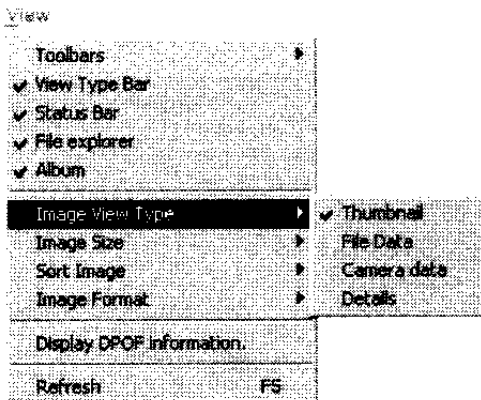 View
Toolbars
View Type Bar
Status Bar
File explorer
Album
Image View Type
Thumbnail
Image Size
File Data
Sort Image
Camera data
Image Format
Details
Display DPOF information.
Refresh F5